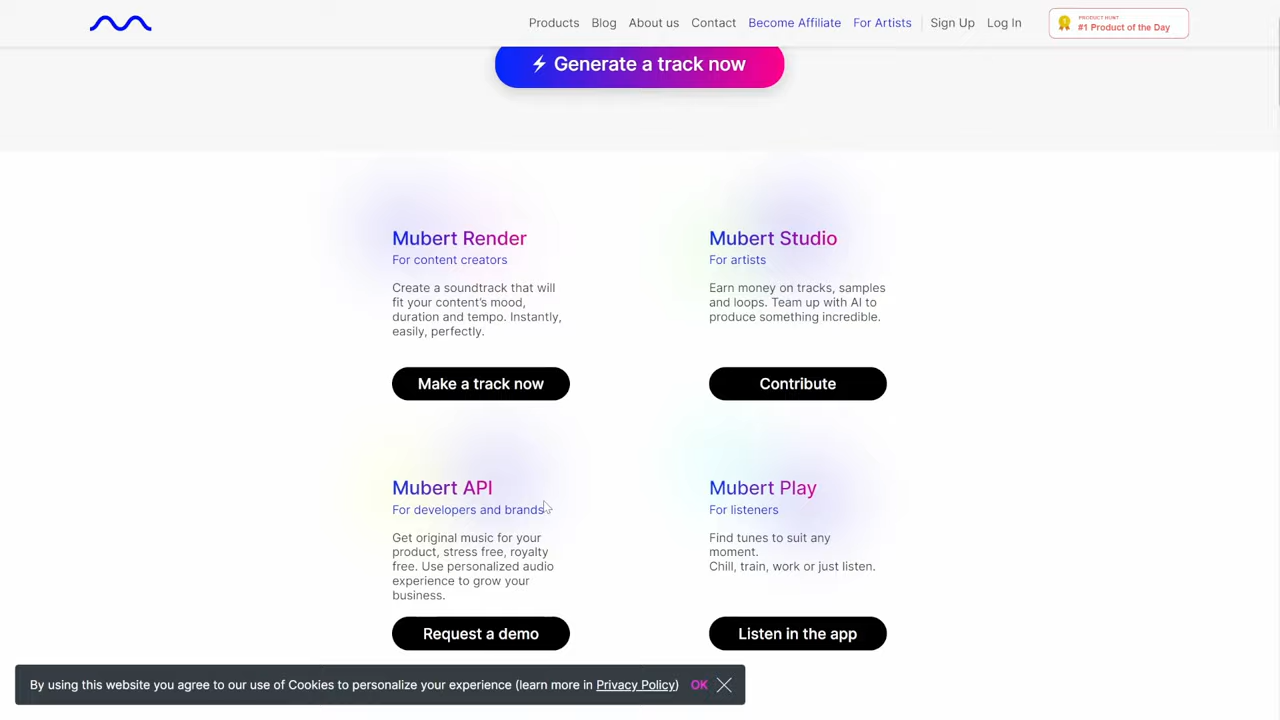 Products Blog About us Contact Become Affiliate For Artists Sign Up Log In
PRODUCT HUNT
#1 Product of the Day
Generate a track now
Mubert Render
For content creators
Create a soundtrack that will
fit your content’s mood,
duration and tempo. Instantly,
easily, perfectly.
Make a track now
Mubert Studio
For artists
Earn money on tracks, samples
and loops. Team up with AI to
produce something incredible.
Contribute
Mubert API
For developers and brands
Get original music for your
product, stress free, royalty
free. Use personalized audio
experience to grow your
business.
Request a demo
Mubert Play
For listeners
Find tunes to suit any
moment.
Chill, train, work or just listen.
Listen in the app
By using this website you agree to our use of Cookies to personalize your experience (learn more in Privacy Policy) OK